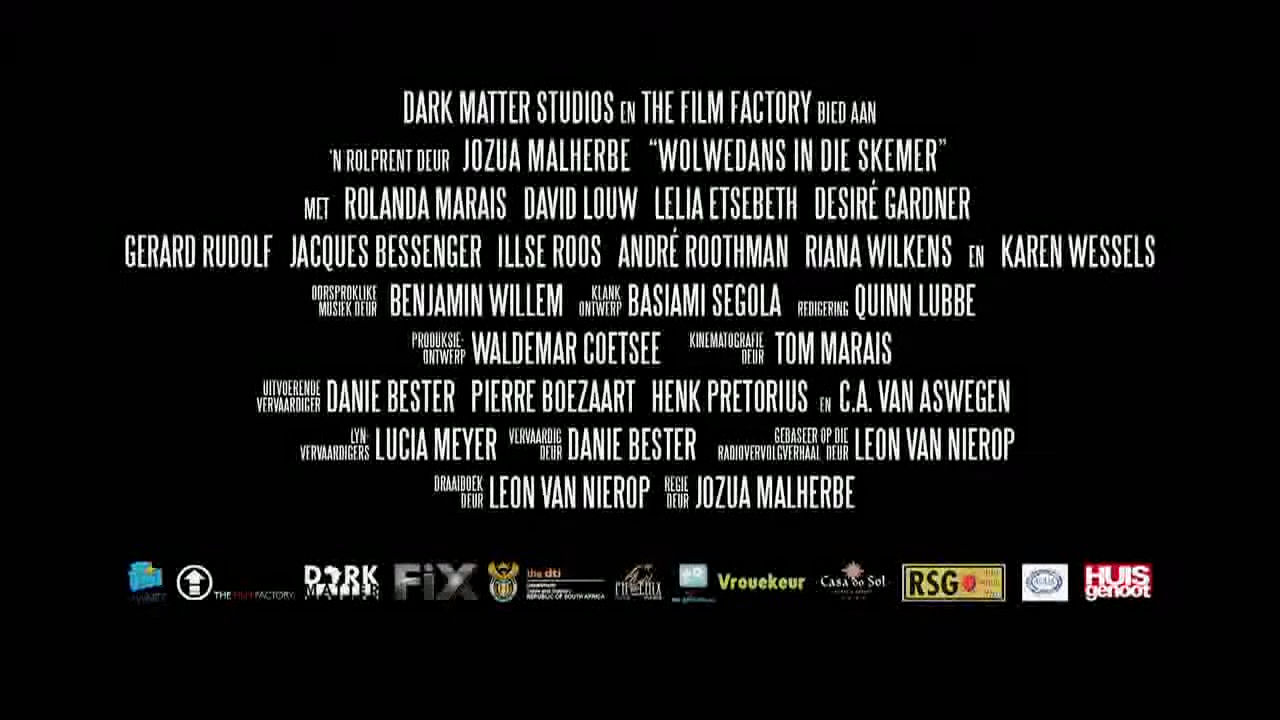 DARK MATTER STUDIOS EN THE FILM FACTORY BIED AAN
'N ROLPRENT DEUR JOZUA MALHERBE "WOLWEDANS IN DIE SKEMER"
MET ROLANDA MARAIS DAVID LOUW LELIA ETSEBETH DESIRÉ GARDNER
GERARD RUDOLF JACQUES BESSENGER ILLSE ROOS ANDRÉ ROOTHMAN RIANA WILKENS EN KAREN WESSELS
OORSPROKLIKE MUSIEK DEUR BENJAMIN WILLEM KLANK ONTWERP BASIAMI SEGOLA REDIGERING QUINN LUBBE
PRODUKSIE-ONTWERP WALDEMAR COETSEE KINEMATOGRAFIE DEUR TOM MARAIS
UITVOERENDE VERVAARDIGER DANIE BESTER PIERRE BOEZAART HENK PRETORIUS EN C.A. VAN ASWEGEN
LYN-VERVAARDIGERS LUCIA MEYER VERVAARDIG DEUR DANIE BESTER GEBASEER OP DIE RADIOVERVOLGVERHAAL DEUR LEON VAN NIEROP
DRAAIBOEK DEUR LEON VAN NIEROP REGIE DEUR JOZUA MALHERBE
THE FILM FACTORY DARK MATTER FiX the dti REPUBLIC OF SOUTH AFRICA Vrouekeur Casa do Sol RSG HUIS genoot